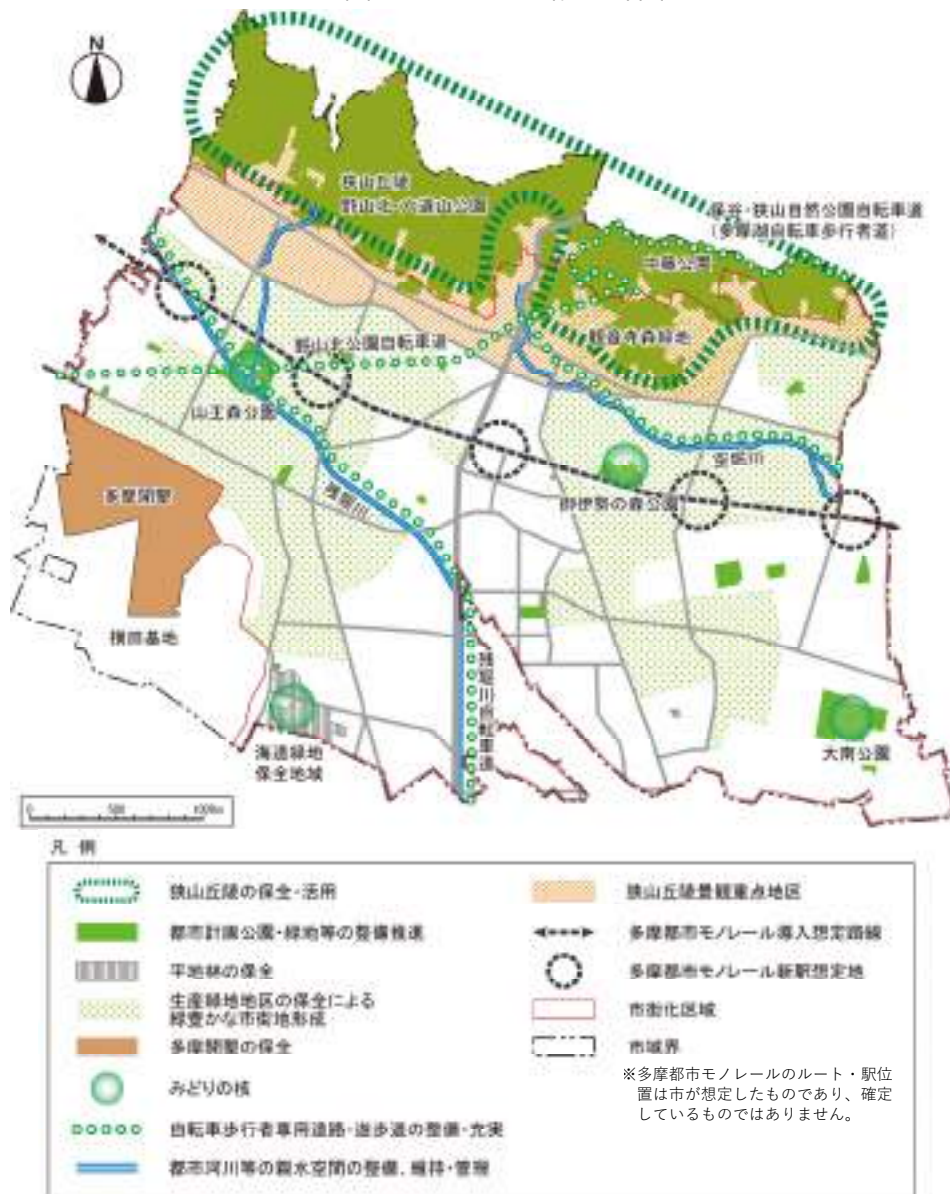 N
狭山丘陵
野山北・六道山公園
保谷・狭山自然公園自転車道
(多摩湖自転車歩行者道)
中藤公園
観音寺森緑地
野山北公園自転車道
山王森公園
空堀川
多摩開墾
残堀川
御伊勢の森公園
横田基地
残堀川自転車道
海道緑地
保全地域
大南公園
0 500 1000m
凡 例
狭山丘陵の保全・活用
狭山丘陵景観重点地区
都市計画公園・緑地等の整備推進
多摩都市モノレール導入想定路線
平地林の保全
多摩都市モノレール新駅想定地
生産緑地地区の保全による
緑豊かな市街地形成
市街化区域
多摩開墾の保全
市域界
みどりの核
※多摩都市モノレールのルート・駅位
置は市が想定したものであり、確定
しているものではありません。
自転車歩行者専用道路・遊歩道の整備・充実
都市河川等の親水空間の整備、維持・管理